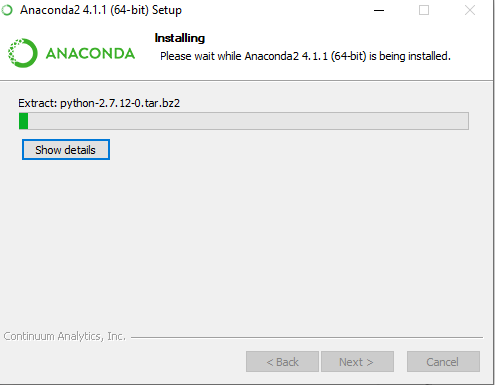 Anaconda2 4.1.1 (64-bit) Setup
ANACONDA
Installing
Please wait while Anaconda2 4.1.1 (64-bit) is being installed.
Extract: python-2.7.12-0.tar.bz2
Show details
Continuum Analytics, Inc.
< Back Next > Cancel